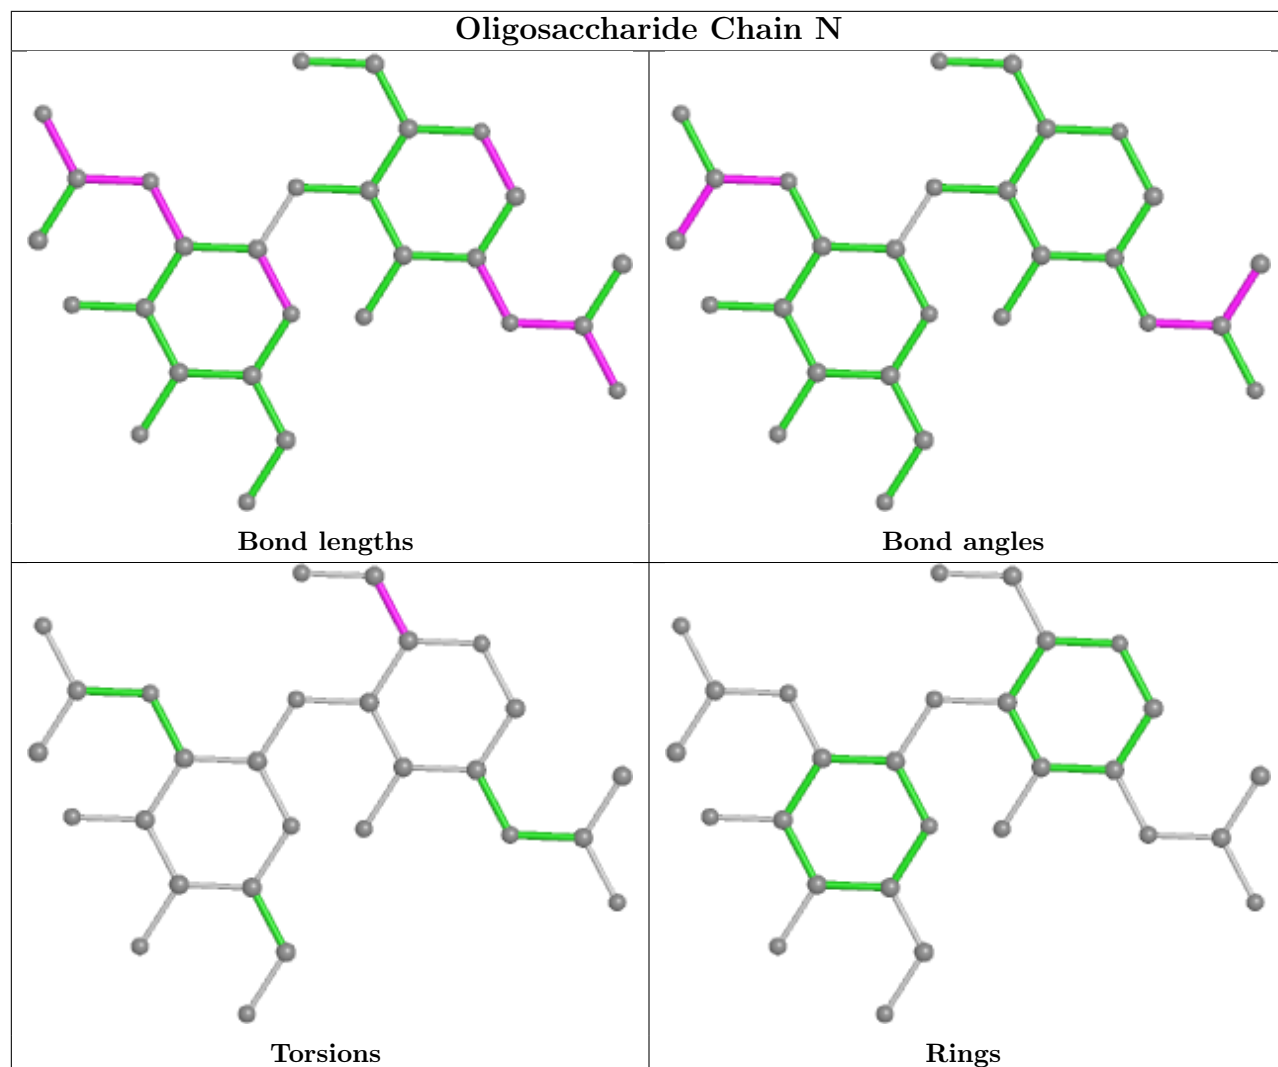 Oligosaccharide Chain N
Bond lengths
Bond angles
Torsions
Rings